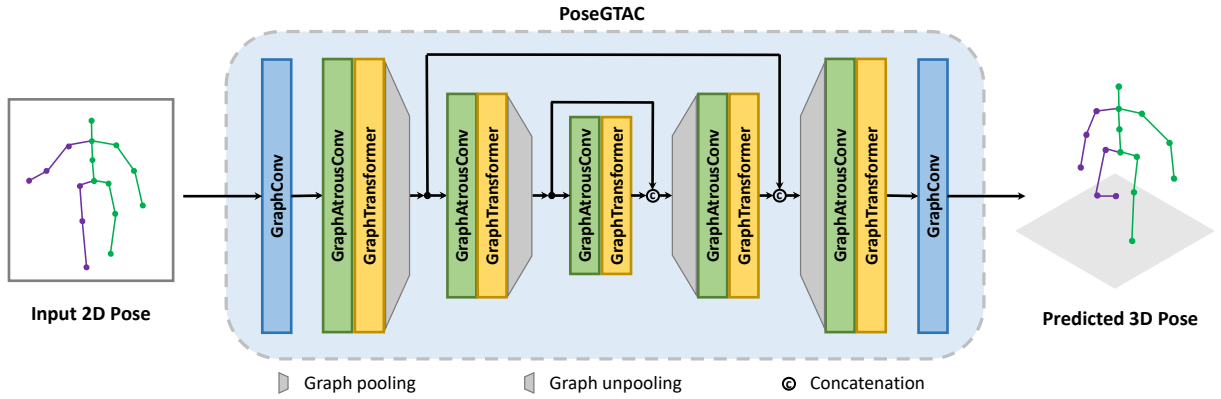 PoseGTAC
GraphConv
GraphAtrousConv
GraphTransformer
GraphAtrousConv
GraphTransformer
GraphAtrousConv
GraphTransformer
C
GraphAtrousConv
GraphTransformer
C
GraphAtrousConv
GraphTransformer
GraphConv
Input 2D Pose
Predicted 3D Pose
Graph pooling
Graph unpooling
C Concatenation